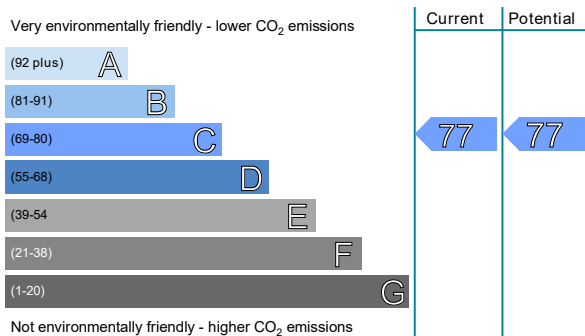 Current Potential
Very environmentally friendly - lower CO2 emissions
(92 plus) A
(81-91) B
(69-80) C 77 77
(55-68) D
(39-54 E
(21-38) F
(1-20) G
Not environmentally friendly - higher CO2 emissions